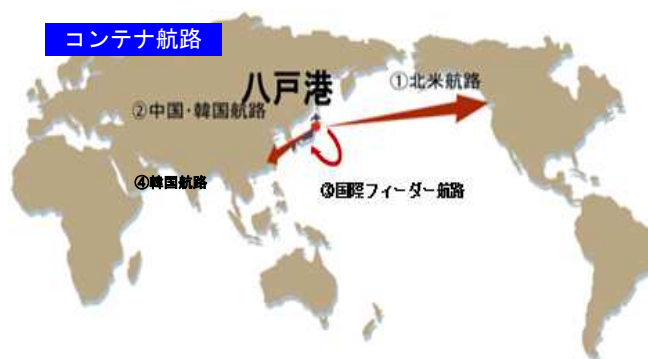 コンテナ航路
八戸港
①北米航路
②中国・韓国航路
④韓国航路
③国際フィーダー航路